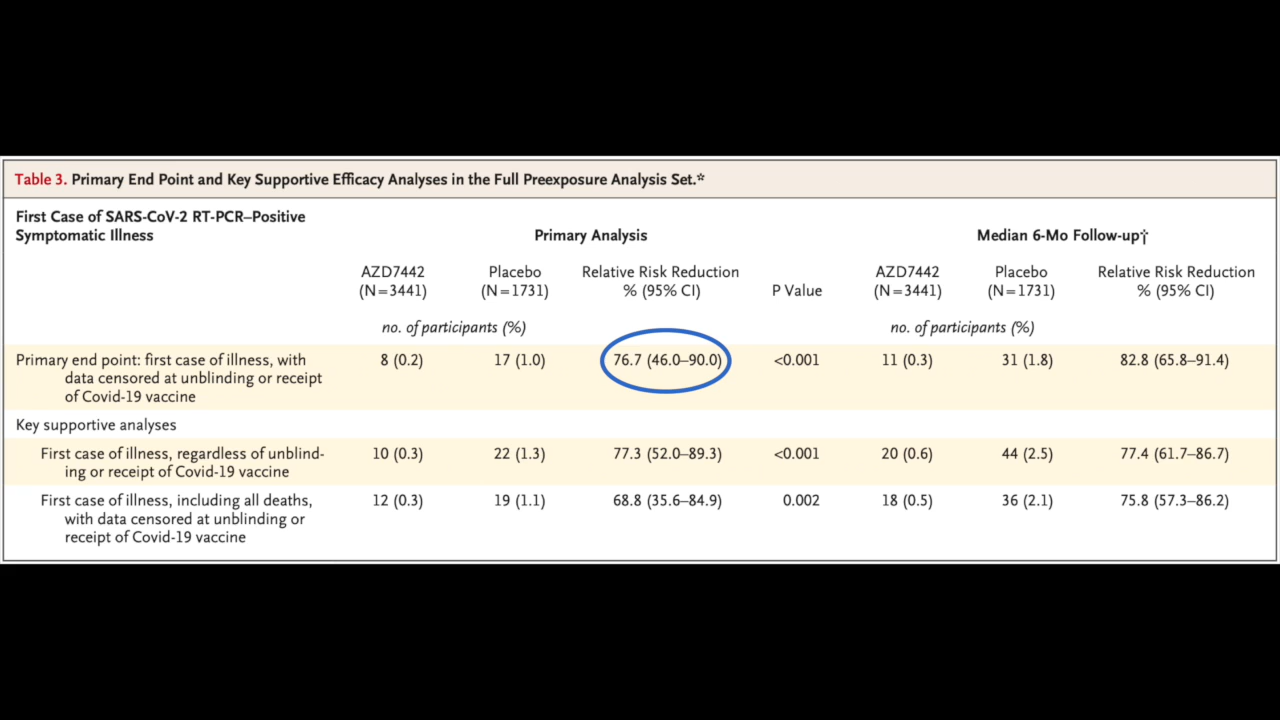 Table 3. Primary End Point and Key Supportive Efficacy Analyses in the Full Preexposure Analysis Set.*
First Case of SARS-CoV-2 RT-PCR–Positive
Symptomatic Illness
Primary Analysis
Median 6-Mo Follow-up†
AZD7442 Placebo Relative Risk Reduction AZD7442 Placebo Relative Risk Reduction
(N=3441) (N=1731) % (95% CI) P Value (N=3441) (N=1731) % (95% CI)
no. of participants (%) no. of participants (%)
Primary end point: first case of illness, with 8 (0.2) 17 (1.0) 76.7 (46.0–90.0) <0.001 11 (0.3) 31 (1.8) 82.8 (65.8–91.4)
data censored at unblinding or receipt
of Covid-19 vaccine
Key supportive analyses
First case of illness, regardless of unblind- 10 (0.3) 22 (1.3) 77.3 (52.0–89.3) <0.001 20 (0.6) 44 (2.5) 77.4 (61.7–86.7)
ing or receipt of Covid-19 vaccine
First case of illness, including all deaths, 12 (0.3) 19 (1.1) 68.8 (35.6–84.9) 0.002 18 (0.5) 36 (2.1) 75.8 (57.3–86.2)
with data censored at unblinding or
receipt of Covid-19 vaccine